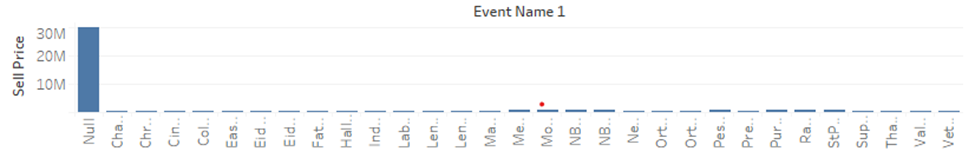 Event Name 1
Sell Price
30M
20M
10M
Null
Cha..
Chr..
Cin..
Col..
Eas..
Eid ..
Eid..
Fat..
Hall..
Ind..
Lab..
Len..
Len..
Ma..
Me..
Mo..
NB..
NB..
Ne..
Ort..
Ort..
Pes..
Pre..
Pur..
Ra..
StP..
Sup..
Tha..
Val..
Vet..